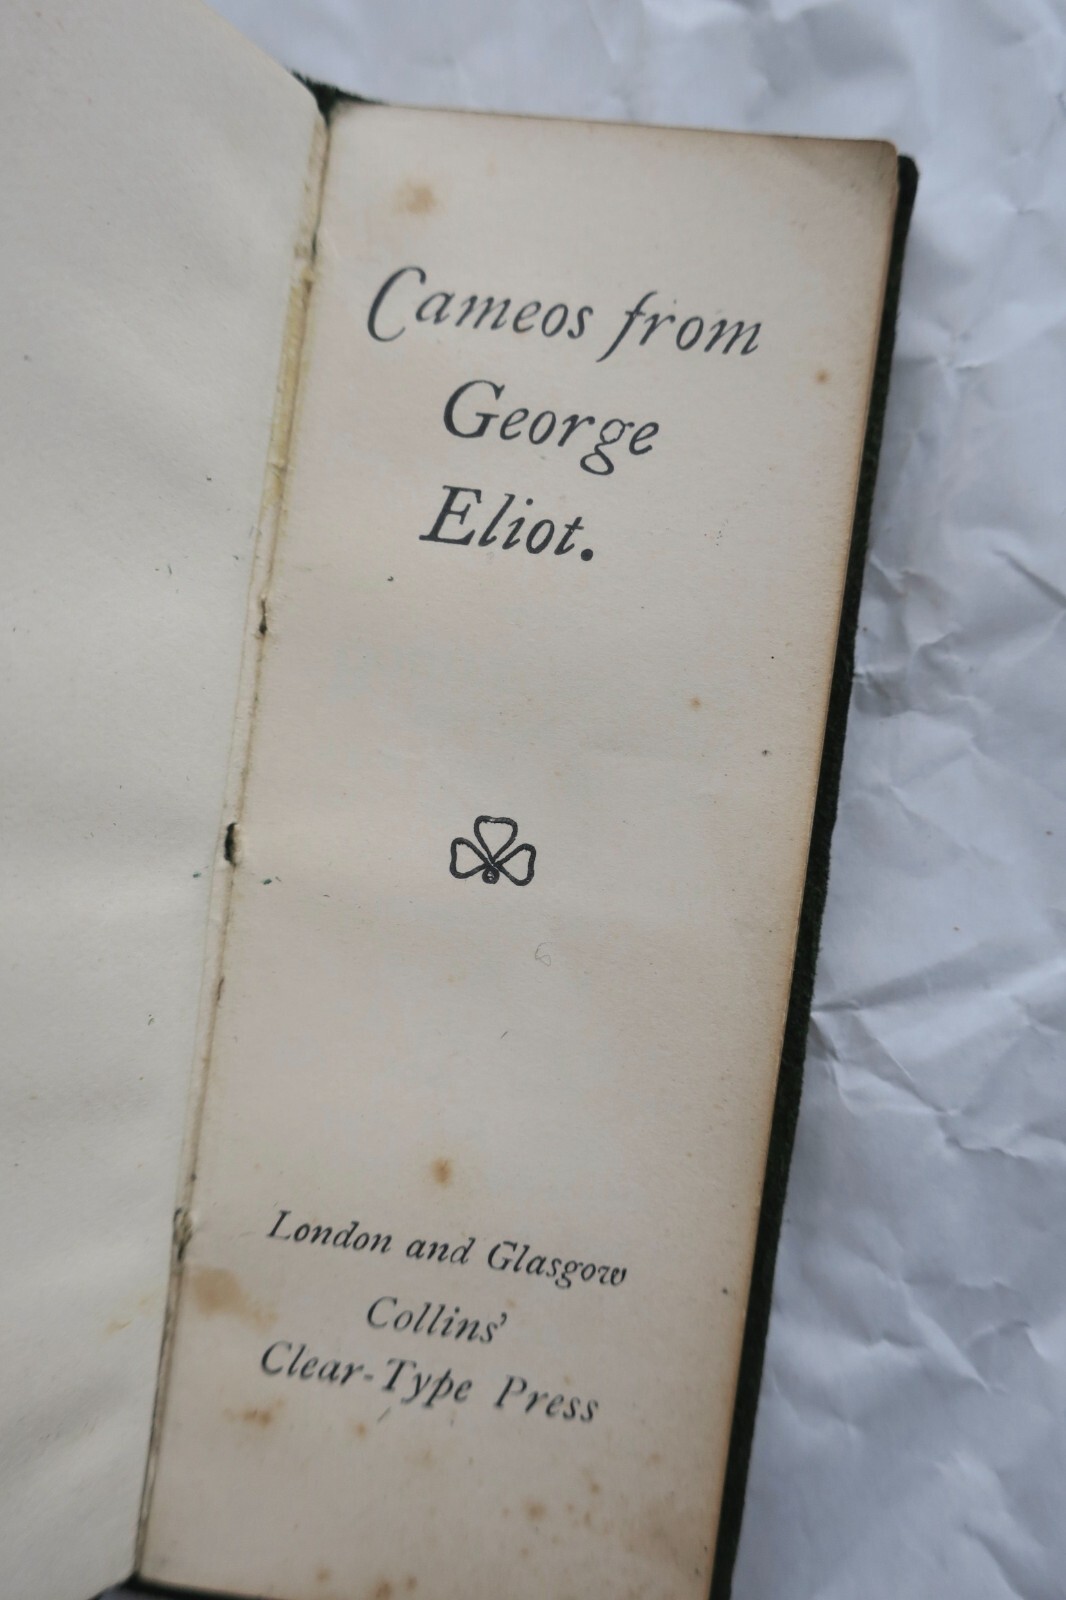 Cameos from
George
Eliot.
London and Glasgow
Collins'
Clear-Type Press